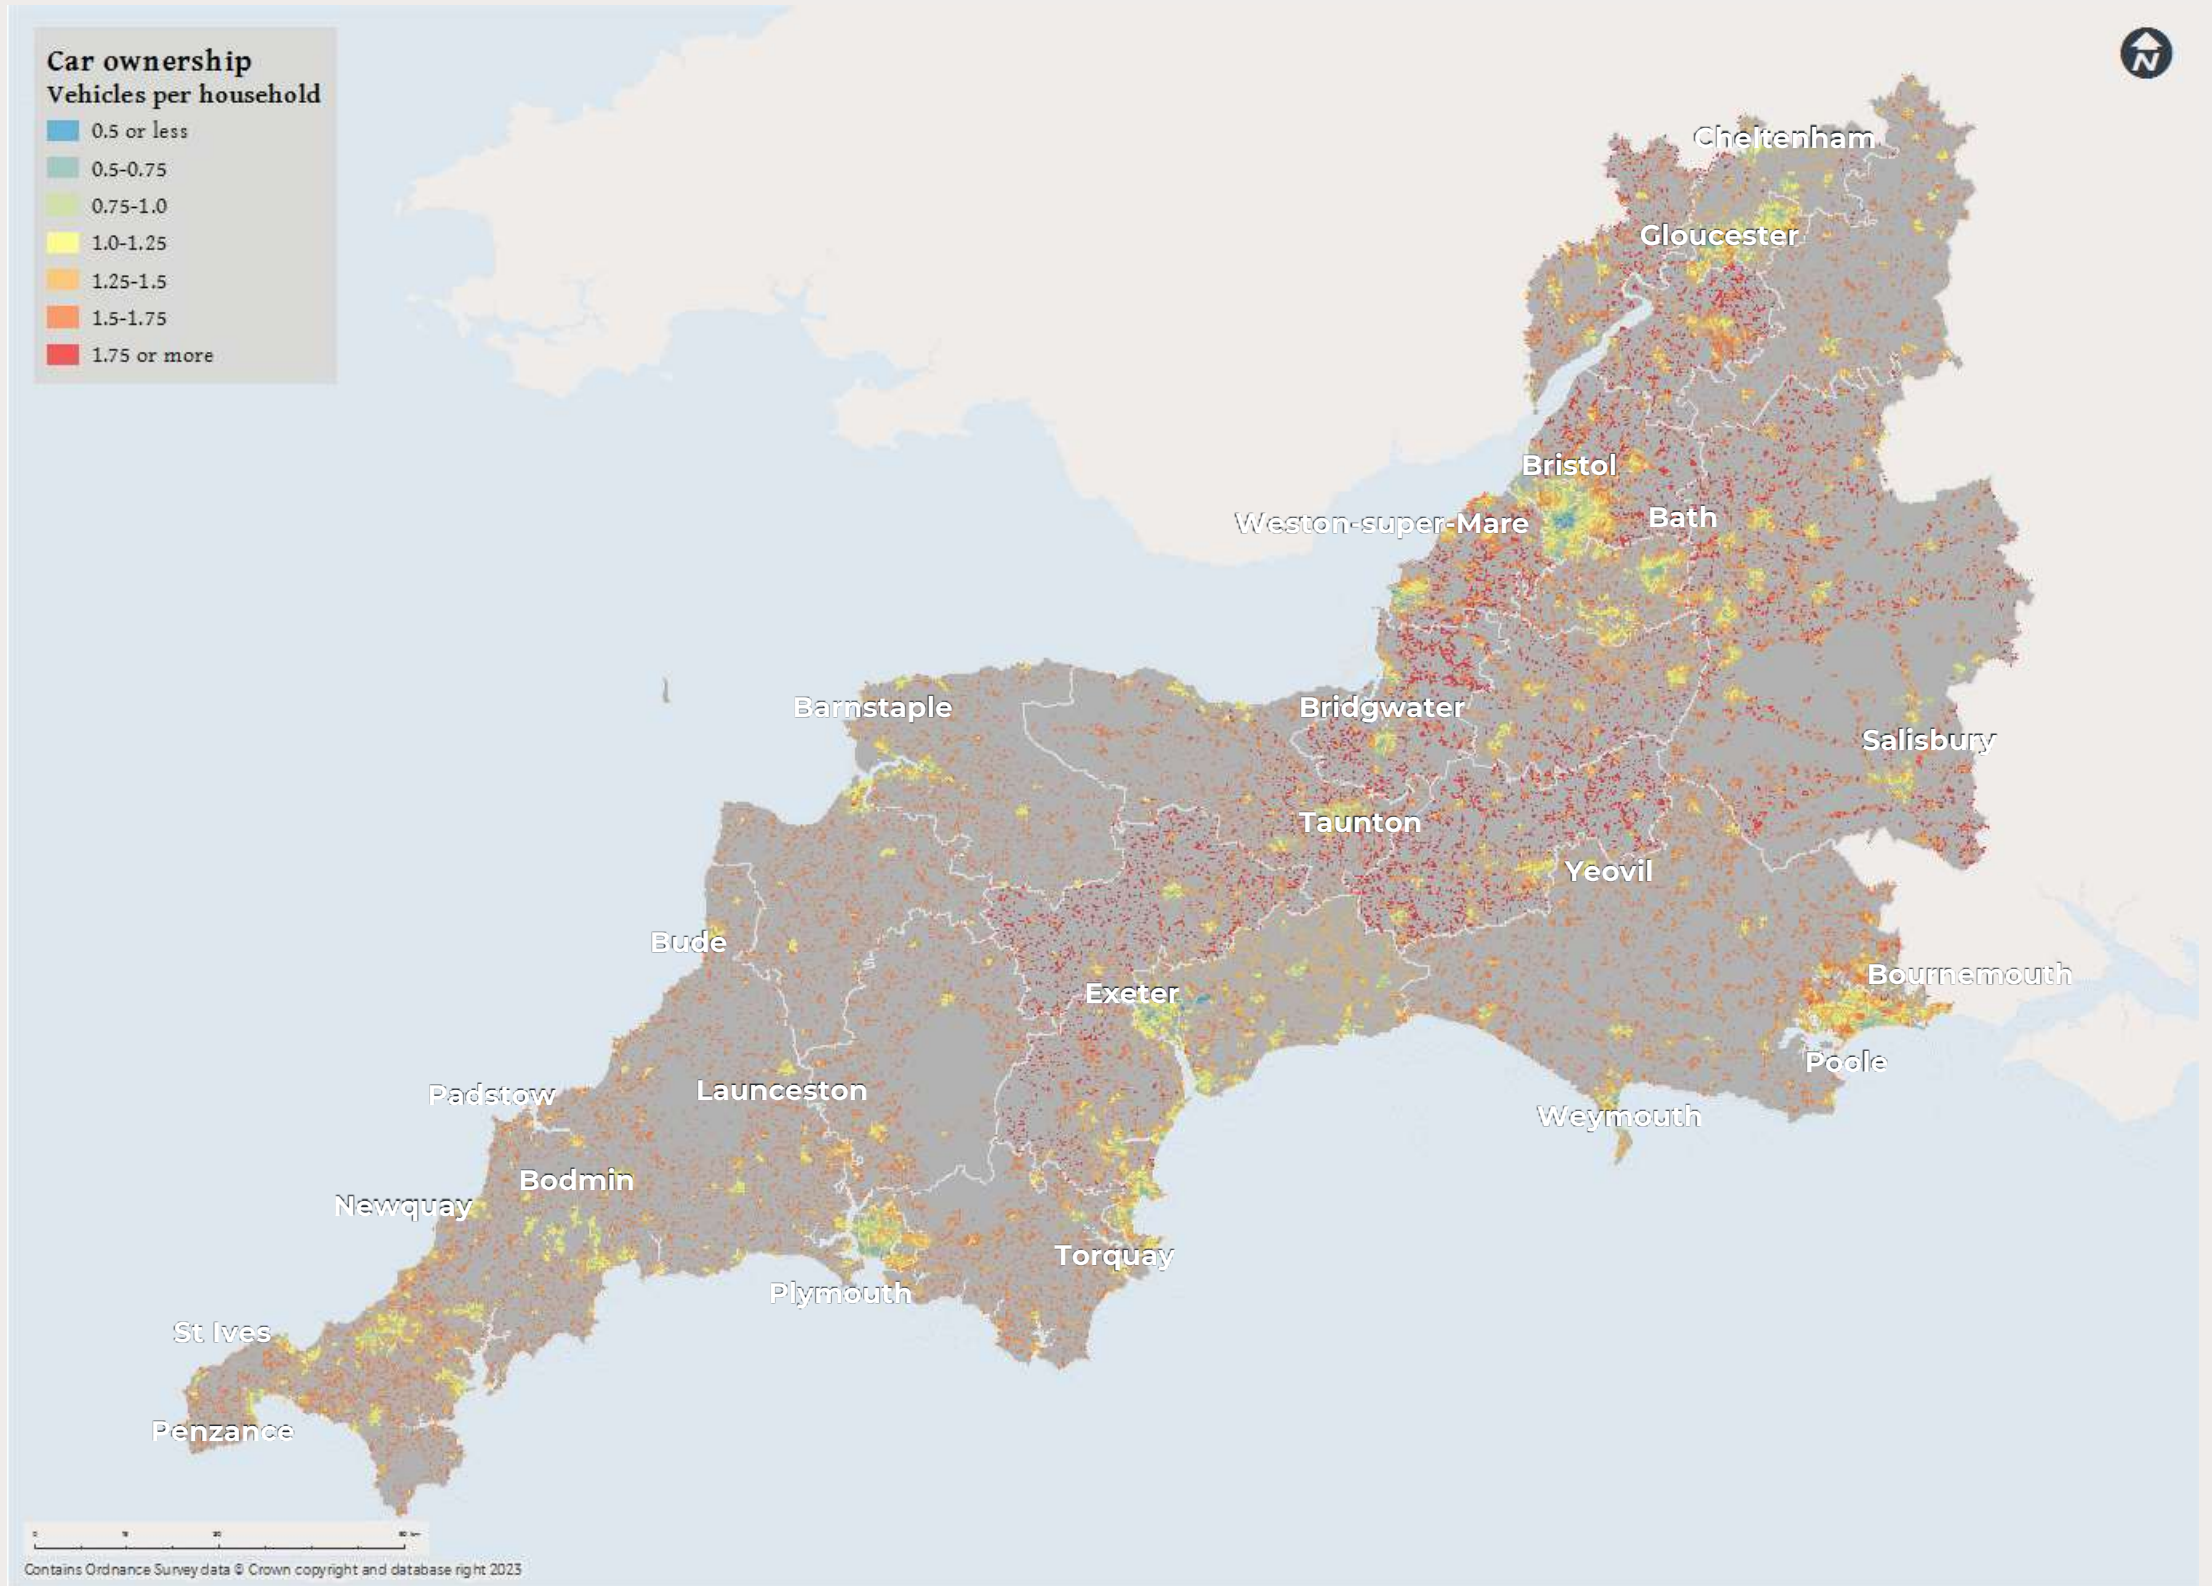 Car ownership
Vehicles per household
0.5 or less
0.5-0.75
0.75-1.0
1.0-1.25
1.25-1.5
1.5-1.75
1.75 or more
N
Cheltenham
Gloucester
Bristol
Weston-super-Mare
Bath
Barnstaple
Bridgwater
Salisbury
Taunton
Yeovil
Bude
Bournemouth
Exeter
Poole
Padstow
Launceston
Weymouth
Bodmin
Newquay
Torquay
Plymouth
St Ives
Penzance
Contains Ordnance Survey data © Crown copyright and database right 2023